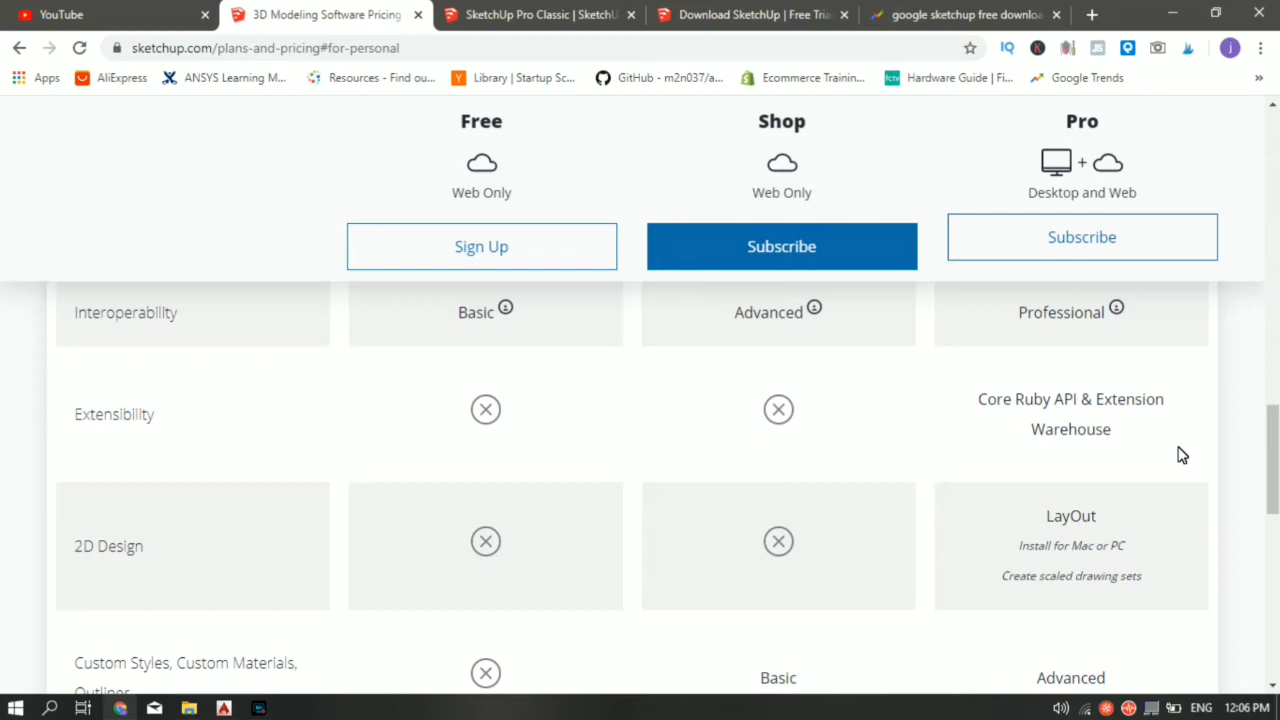 YouTube
3D Modeling Software Pricing
SketchUp Pro Classic | SketchU
Download SketchUp | Free Tria
google sketchup free downloa
sketchup.com/plans-and-pricing#for-personal
Apps
AliExpress
ANSYS Learning M...
Resources - Find ou...
Library | Startup Sc...
GitHub - m2n037/a...
Ecommerce Trainin...
Hardware Guide | Fi...
Google Trends
Free
Shop
Pro
Web Only
Web Only
Desktop and Web
Sign Up
Subscribe
Subscribe
Interoperability
Basic
Advanced
Professional
Extensibility
Core Ruby API & Extension
Warehouse
2D Design
LayOut
Install for Mac or PC
Create scaled drawing sets
Custom Styles, Custom Materials,
Outliner
Basic
Advanced
ENG
12:06 PM